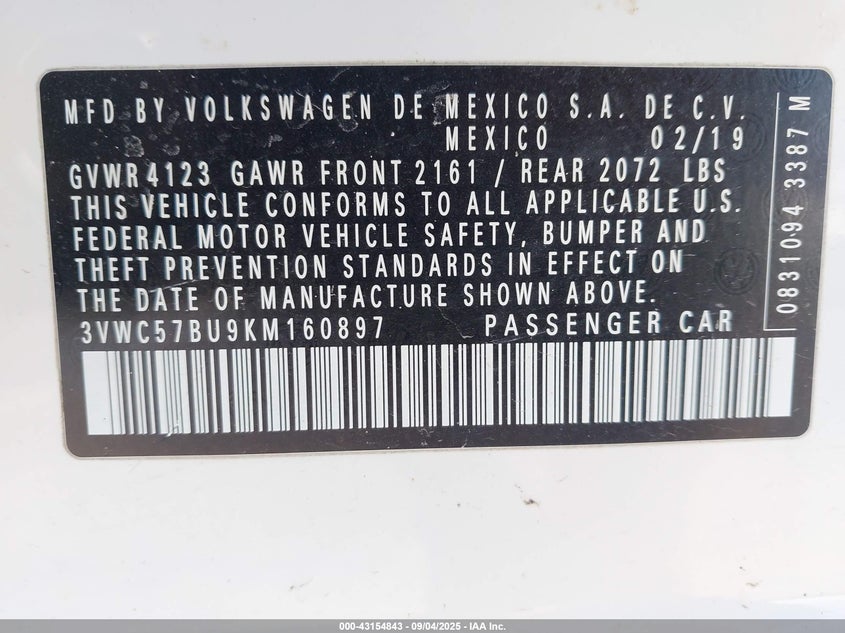 MFD BY VOLKSWAGEN DE MEXICO S.A. DE C.V.
MEXICO 02/19
GVWR 4123 GAWR FRONT 2161 / REAR 2072 LBS
THIS VEHICLE CONFORMS TO ALL APPLICABLE U.S.
FEDERAL MOTOR VEHICLE SAFETY, BUMPER AND
THEFT PREVENTION STANDARDS IN EFFECT ON
THE DATE OF MANUFACTURE SHOWN ABOVE.
3VWC57BU9KM160897 PASSENGER CAR
0831094 3387 M
000-43154843 - 09/04/2025 - IAA Inc.